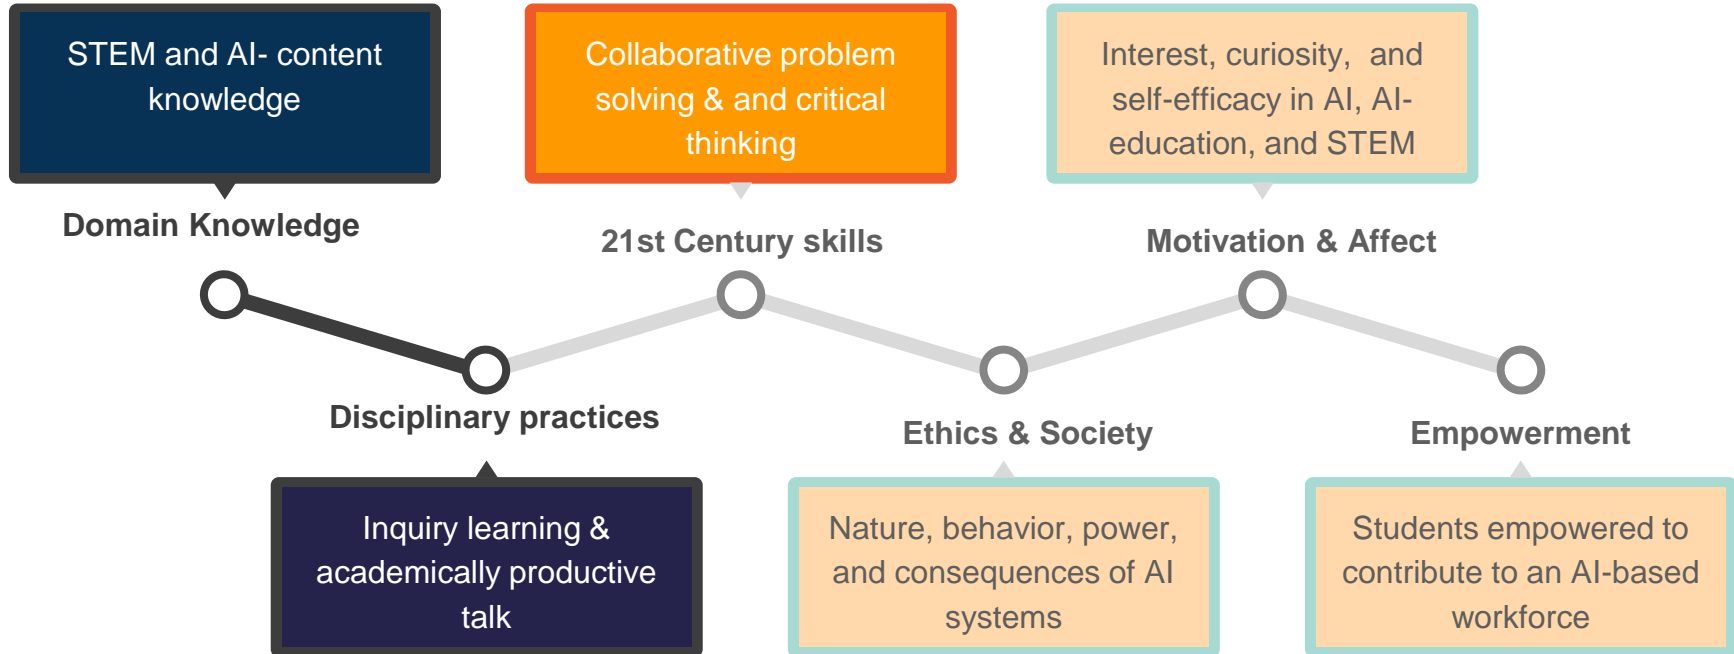 STEM and AI- content
knowledge
Domain Knowledge
Collaborative problem
solving & and critical
thinking
21st Century skills
Interest, curiosity,  and
self-efficacy in AI, AI-
education, and STEM
Motivation & Affect
Disciplinary practices
Inquiry learning &
academically productive
talk
Ethics & Society
Nature, behavior, power,
and consequences of AI
systems
Empowerment
Students empowered to
contribute to an AI-based
workforce